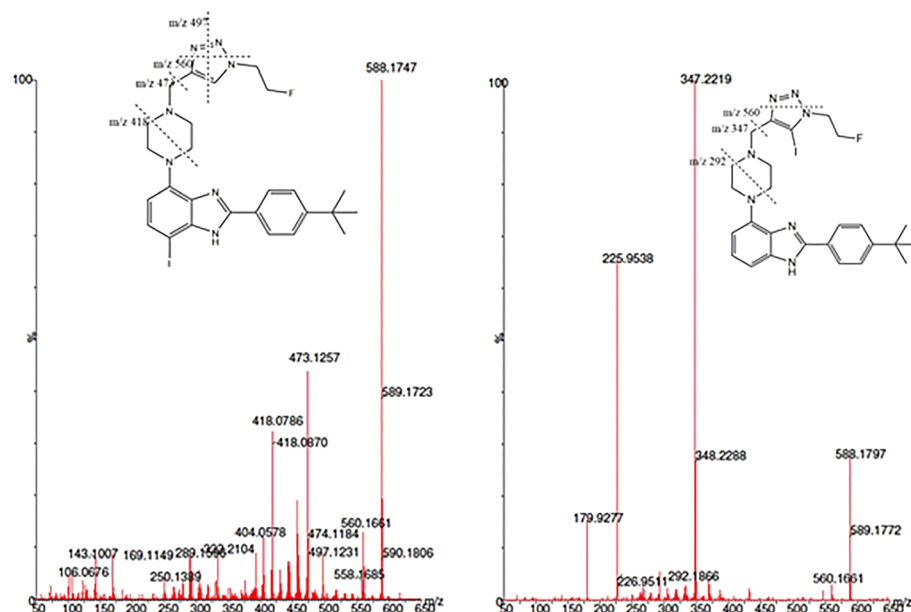 m/z 497
N=N
N
m/z 560
m/z 473
N
F
m/z 418
N
N
N
H
I
100
588.1747
473.1257
589.1723
418.0786
418.0870
560.1661
404.0578
474.1184
497.1231
143.1007
169.1149
590.1806
558.1685
106.0676
250.1389
%
0
50 100 150 200 250 300 350 400 450 500 550 600 650
m/z
100
347.2219
N=N
N
m/z 560
m/z 347
I
F
N
m/z 292
N
N
N
H
225.9538
348.2288
588.1797
179.9277
589.1772
226.9511
292.1866
560.1661
%
0
50 100 150 200 250 300 350 400 450 500 550 600 650
m/z